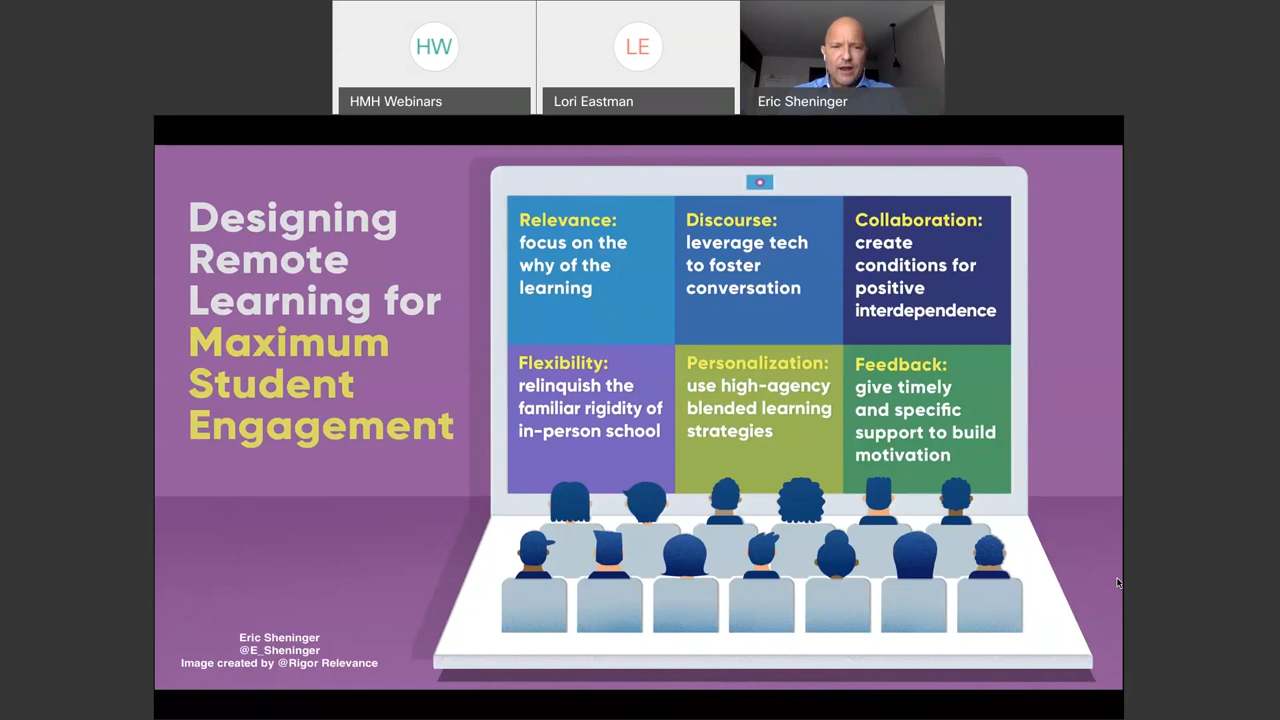 HW
HMH Webinars
LE
Lori Eastman
Eric Sheninger
Designing
Remote
Learning for
Maximum
Student
Engagement
Relevance:
focus on the
why of the
learning
Discourse:
leverage tech
to foster
conversation
Collaboration:
create
conditions for
positive
interdependence
Flexibility:
relinquish the
familiar rigidity of
in-person school
Personalization:
use high-agency
blended learning
strategies
Feedback:
give timely
and specific
support to build
motivation
Eric Sheninger
@E_Sheninger
Image created by @Rigor Relevance